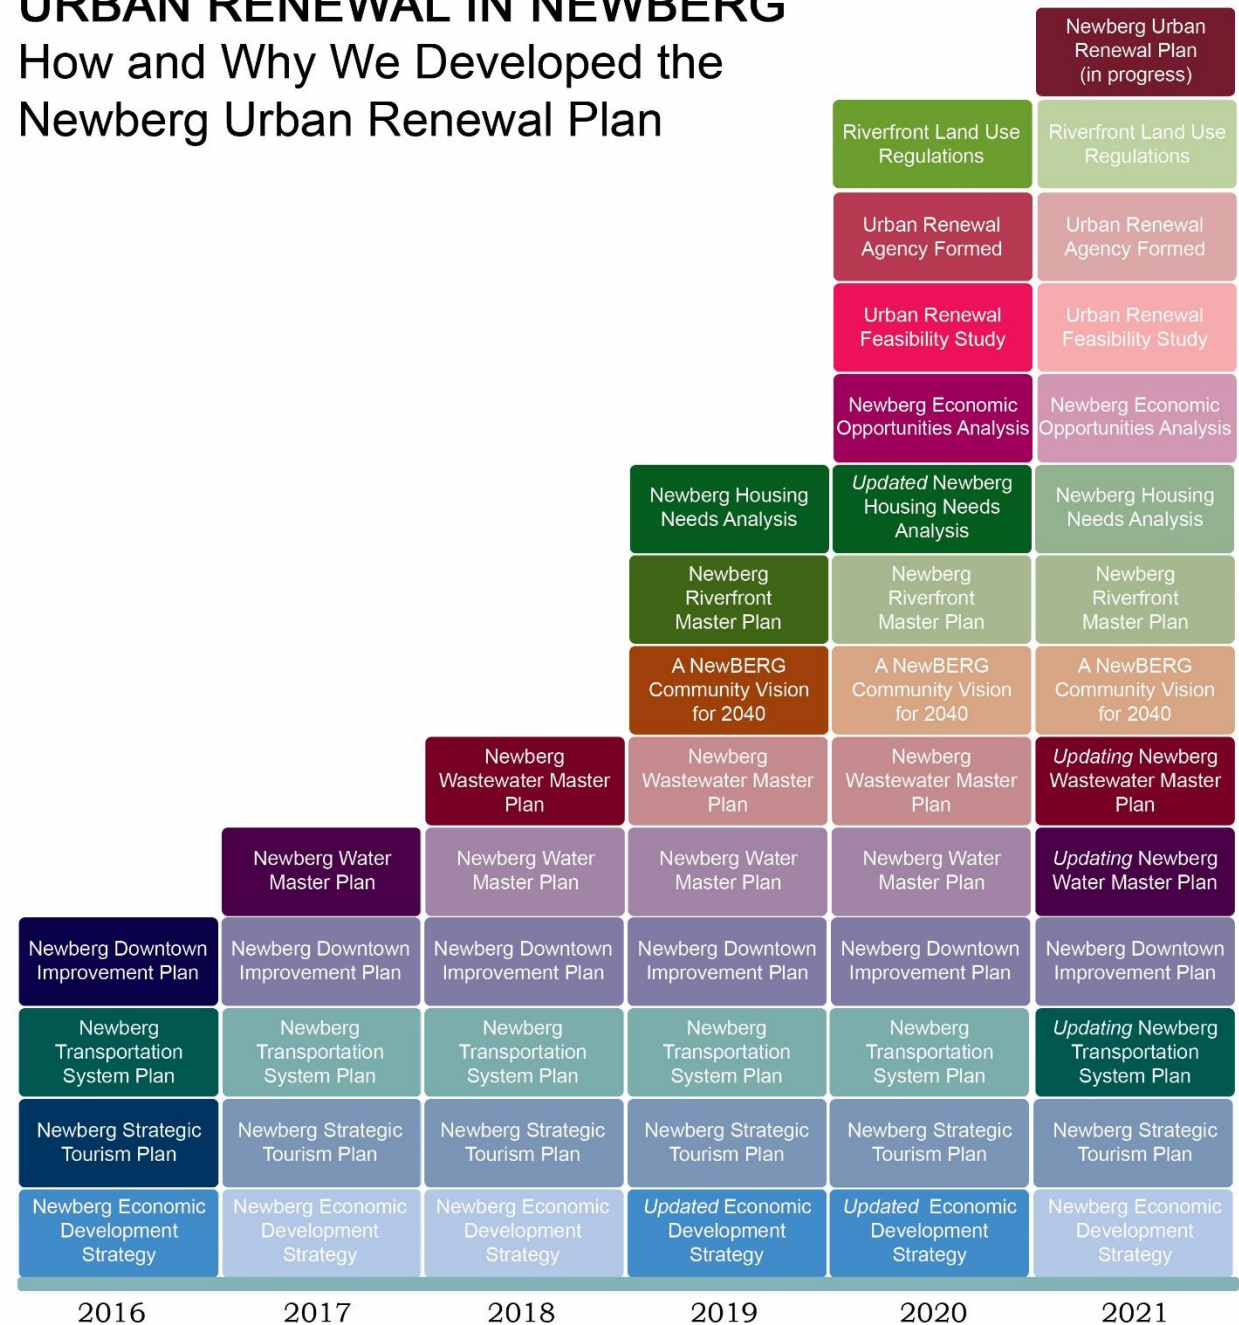 URBAN RENEWAL IN NEWBERG
How and Why We Developed the
Newberg Urban Renewal Plan
Newberg Urban
Renewal Plan
(in progress)
Riverfront Land Use
Regulations
Riverfront Land Use
Regulations
Urban Renewal
Agency Formed
Urban Renewal
Agency Formed
Urban Renewal
Feasibility Study
Urban Renewal
Feasibility Study
Newberg Economic
Opportunities Analysis
Newberg Economic
Opportunities Analysis
Newberg Housing
Needs Analysis
Updated Newberg
Housing Needs
Analysis
Newberg Housing
Needs Analysis
Newberg
Riverfront
Master Plan
Newberg
Riverfront
Master Plan
Newberg
Riverfront
Master Plan
A NewBERG
Community Vision
for 2040
A NewBERG
Community Vision
for 2040
A NewBERG
Community Vision
for 2040
Newberg
Wastewater Master
Plan
Newberg
Wastewater Master
Plan
Newberg
Wastewater Master
Plan
Updating Newberg
Wastewater Master
Plan
Newberg Water
Master Plan
Newberg Water
Master Plan
Newberg Water
Master Plan
Newberg Water
Master Plan
Updating Newberg
Water Master Plan
Newberg Downtown
Improvement Plan
Newberg Downtown
Improvement Plan
Newberg Downtown
Improvement Plan
Newberg Downtown
Improvement Plan
Newberg Downtown
Improvement Plan
Newberg Downtown
Improvement Plan
Newberg
Transportation
System Plan
Newberg
Transportation
System Plan
Newberg
Transportation
System Plan
Newberg
Transportation
System Plan
Newberg
Transportation
System Plan
Updating Newberg
Transportation
System Plan
Newberg Strategic
Tourism Plan
Newberg Strategic
Tourism Plan
Newberg Strategic
Tourism Plan
Newberg Strategic
Tourism Plan
Newberg Strategic
Tourism Plan
Newberg Strategic
Tourism Plan
Newberg Economic
Development
Strategy
Newberg Economic
Development
Strategy
Newberg Economic
Development
Strategy
Updated Economic
Development
Strategy
Updated Economic
Development
Strategy
Newberg Economic
Development
Strategy
2016 2017 2018 2019 2020 2021